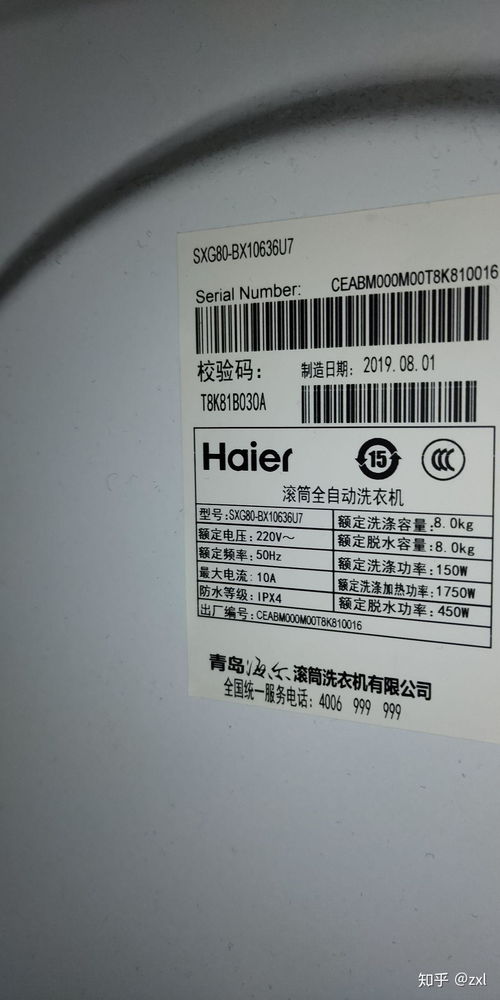 SXG80-BX10636U7
Serial Number: CEABM000M00T8K810016
校验码: 制造日期: 2019.08.01
T8K81B030A
Haier 15 CCC
滚筒全自动洗衣机
型号:SXG80-BX10636U7 额定洗涤容量:8.0kg
额定电压:220V~ 额定脱水容量:8.0kg
额定频率:50Hz 额定洗涤功率:150W
最大电流:10A 额定洗涤加热功率:1750W
防水等级:IPX4 额定脱水功率:450W
出厂编号:CEABM000M00T8K810016
青岛海尔滚筒洗衣机有限公司
全国统一服务电话: 4006 999 999
知乎 @zxl